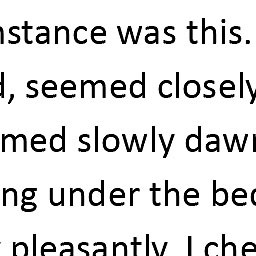 nstance was this.
d, seemed closely
med slowly dawn
ng under the bed
pleasantly. I che